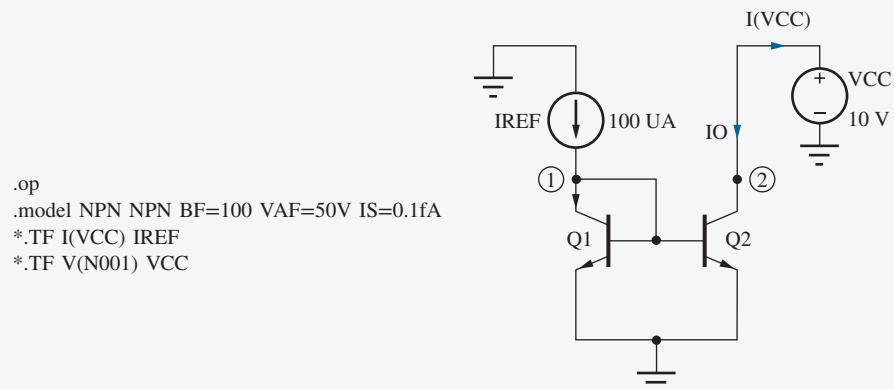 .op
.model NPN NPN BF=100 VAF=50V IS=0.1fA
*.TF I(VCC) IREF
*.TF V(N001) VCC
I(VCC)
+
VCC
–
10 V
IREF
100 UA
IO
1
2
Q1
Q2